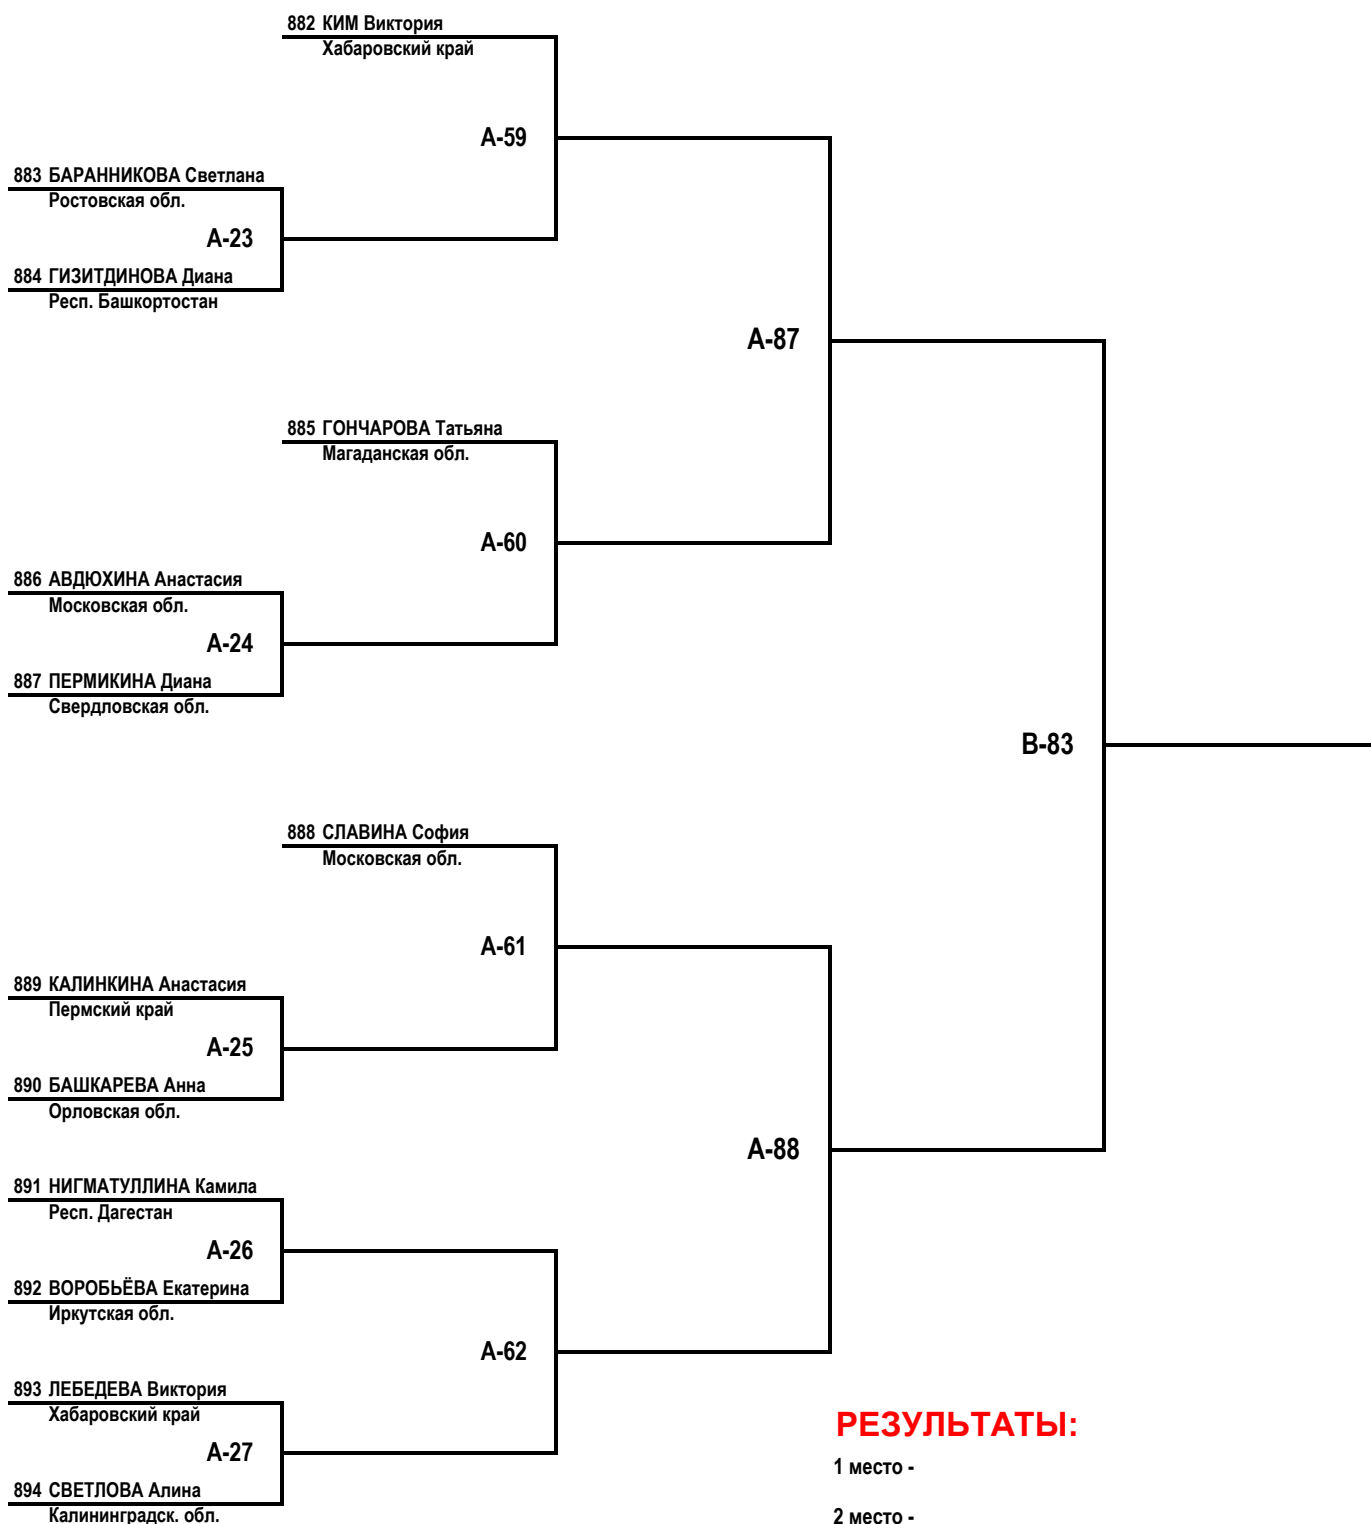 882 КИМ Виктория
Хабаровский край
А-59
883 БАРАННИКОВА Светлана
Ростовская обл.
А-23
884 ГИЗИТДИНОВА Диана
Респ. Башкортостан
А-87
885 ГОНЧАРОВА Татьяна
Магаданская обл.
А-60
886 АВДЮХИНА Анастасия
Московская обл.
А-24
887 ПЕРМИКИНА Диана
Свердловская обл.
В-83
888 СЛАВИНА София
Московская обл.
А-61
889 КАЛИНКИНА Анастасия
Пермский край
А-25
890 БАШКАРЕВА Анна
Орловская обл.
А-88
891 НИГМАТУЛЛИНА Камила
Респ. Дагестан
А-26
892 ВОРОБЬЁВА Екатерина
Иркутская обл.
А-62
893 ЛЕБЕДЕВА Виктория
Хабаровский край
А-27
894 СВЕТЛОВА Алина
Калининградск. обл.
РЕЗУЛЬТАТЫ:
1 место -
2 место -